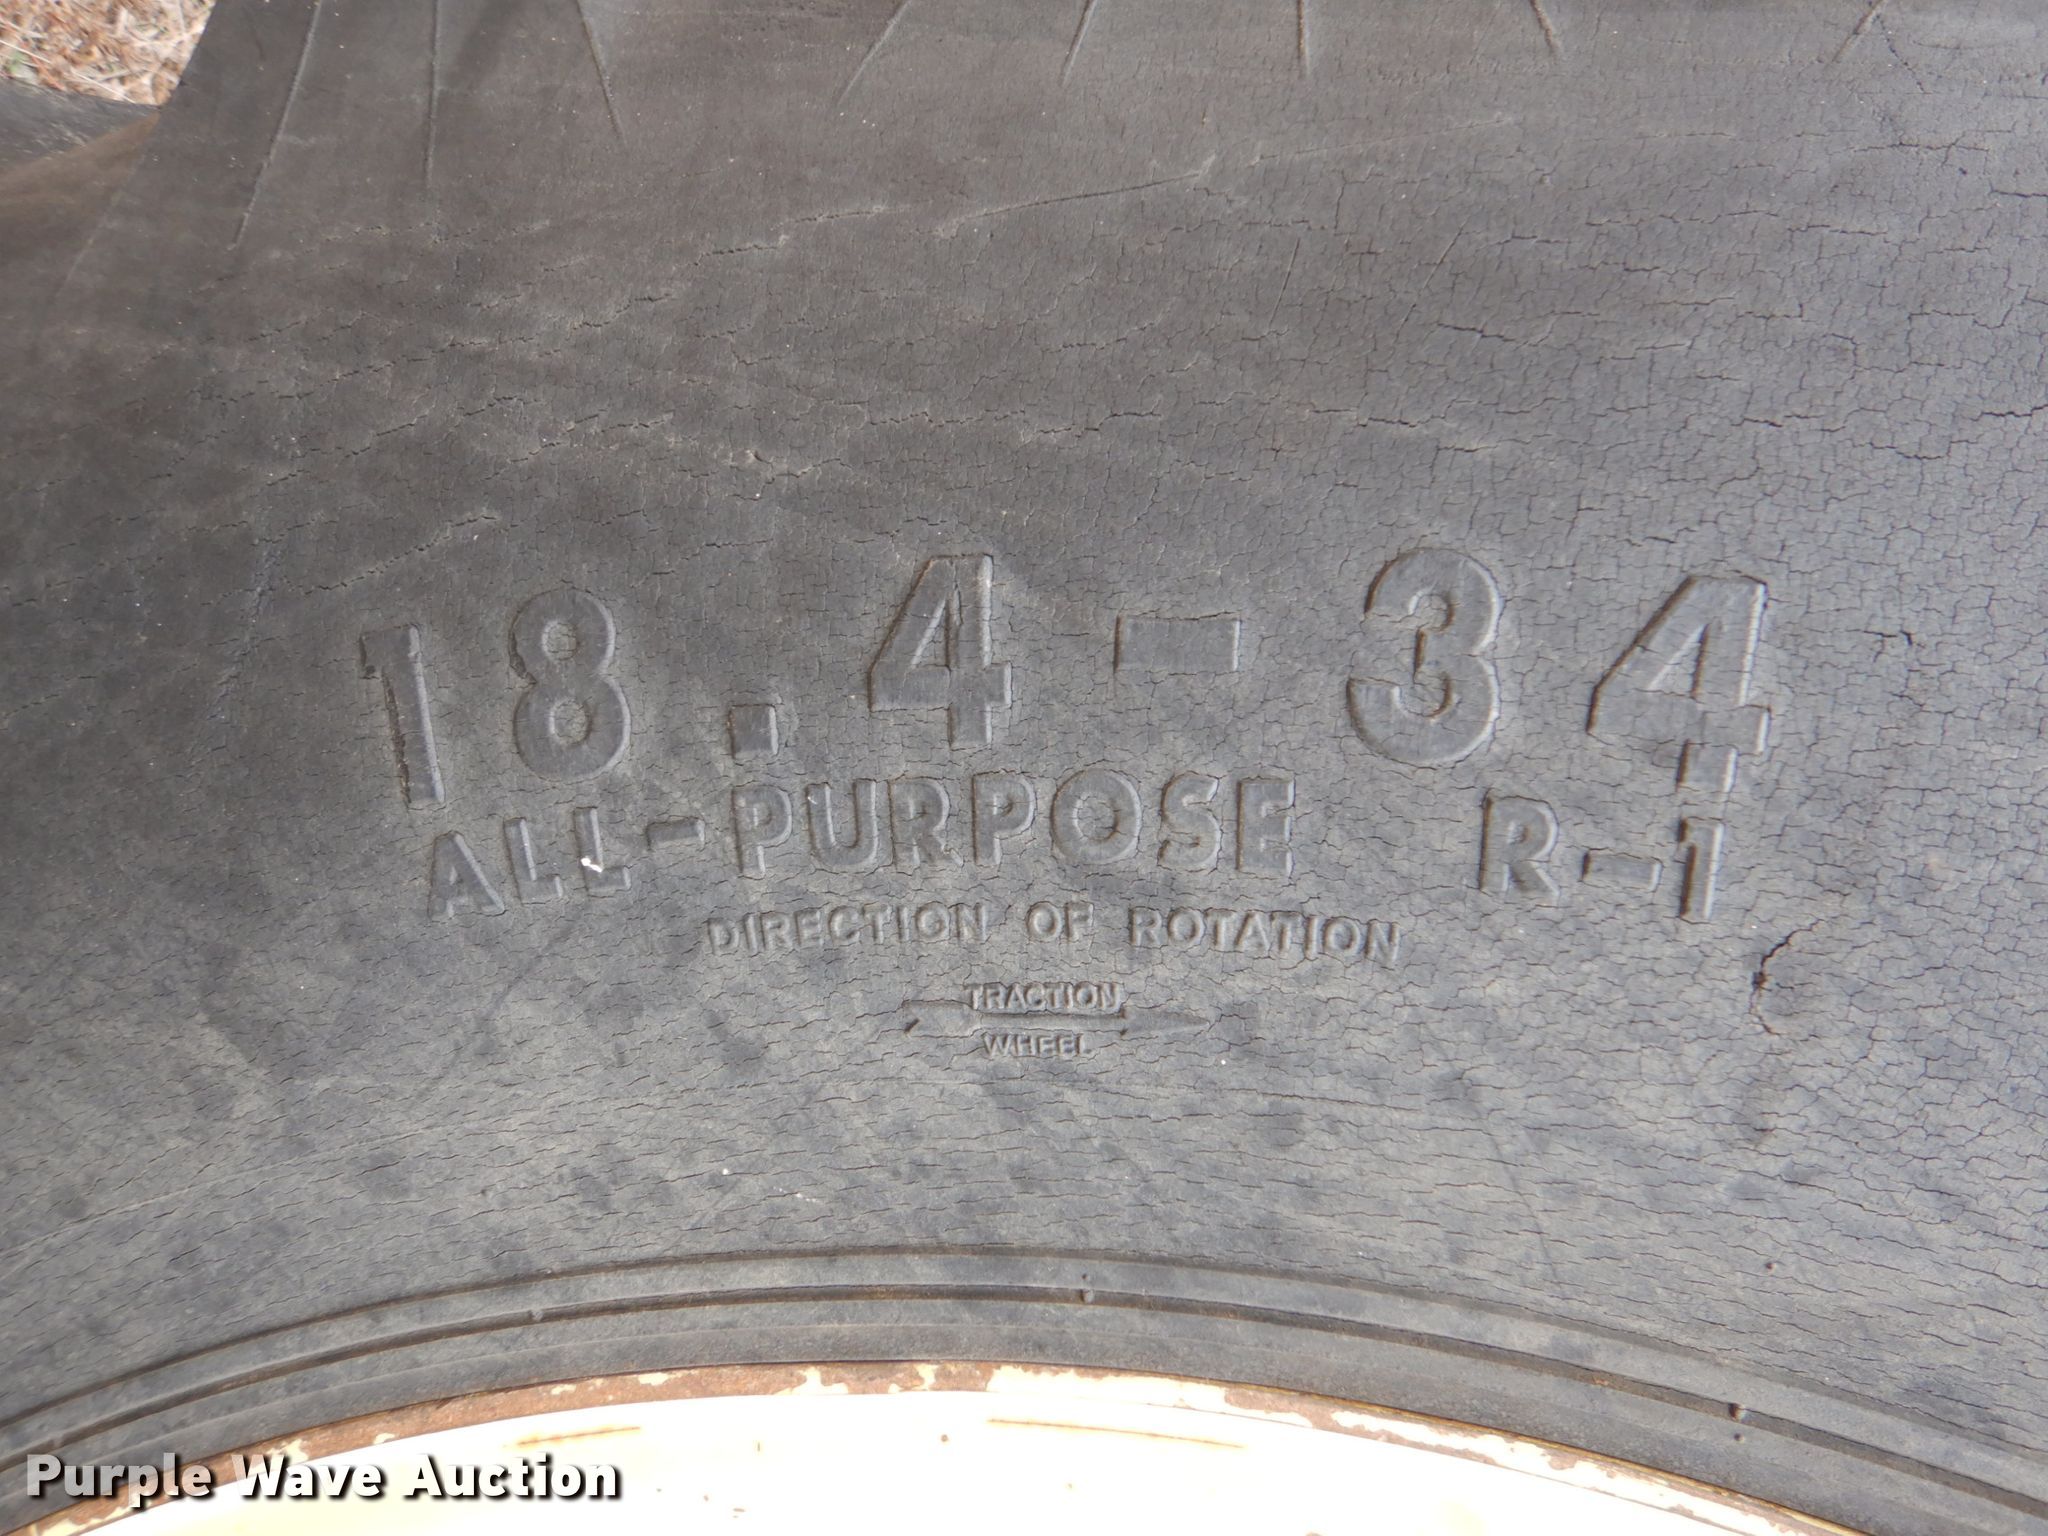 18.4-34
ALL-PURPOSE R-1
DIRECTION OF ROTATION
TRACTION
WHEEL
Purple Wave Auction